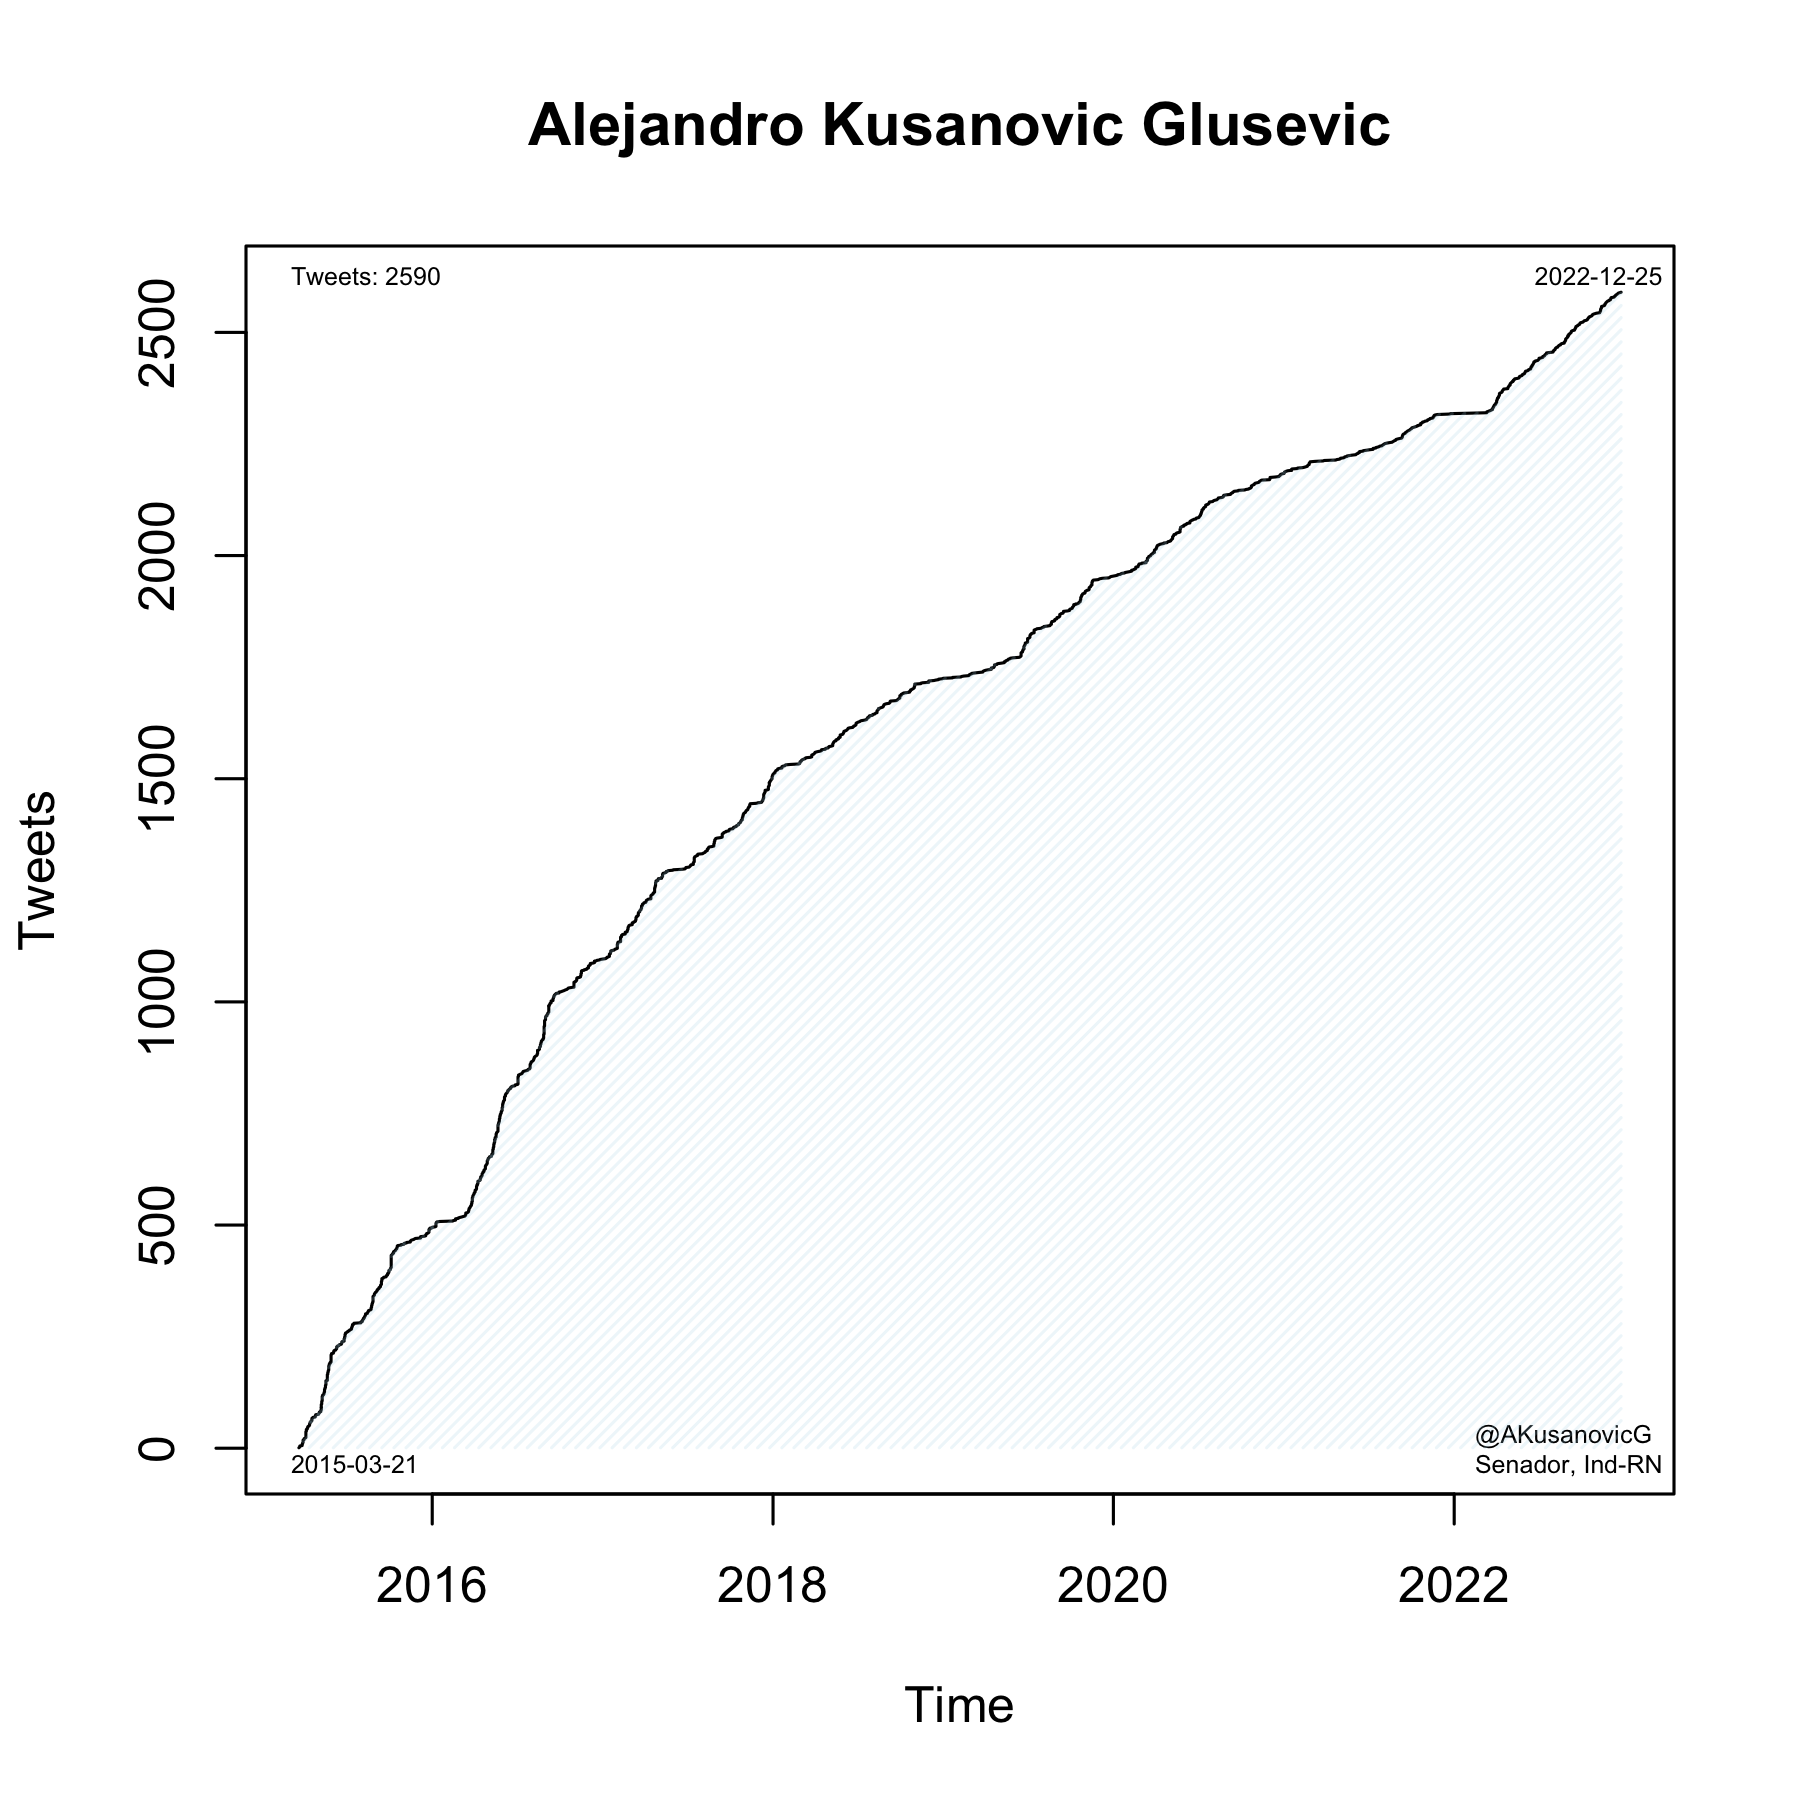 Alejandro Kusanovic Glusevic
Tweets: 2590
2022-12-25
2500
2000
1500
1000
500
0
Tweets
@AKusanovicG
Senador, Ind-RN
2015-03-21
2016
2018
2020
2022
Time